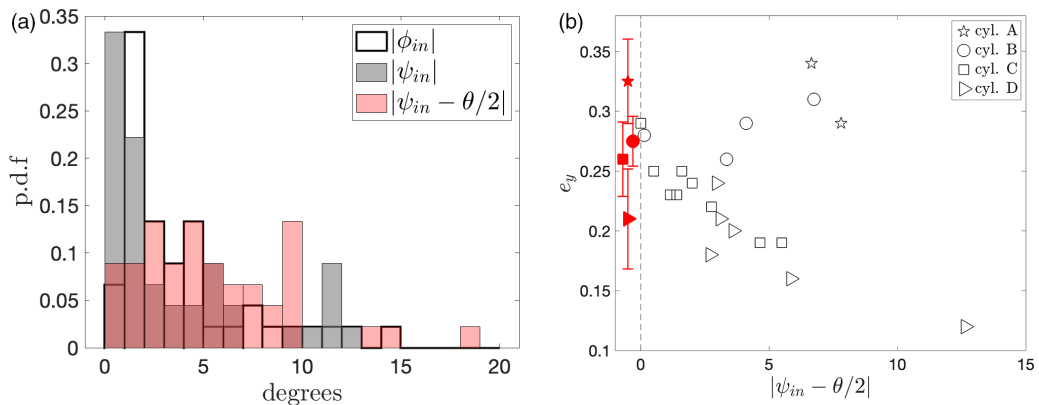 (a)
0.35
0.3
0.25
0.2
0.15
0.1
0.05
0
p.d.f
0 5 10 15 20
degrees
|ϕ_in|
|ψ_in|
|ψ_in − θ/2|
(b)
0.35
0.3
0.25
0.2
0.15
0.1
e_y
0 5 10 15
|ψ_in − θ/2|
cyl. A
cyl. B
cyl. C
cyl. D